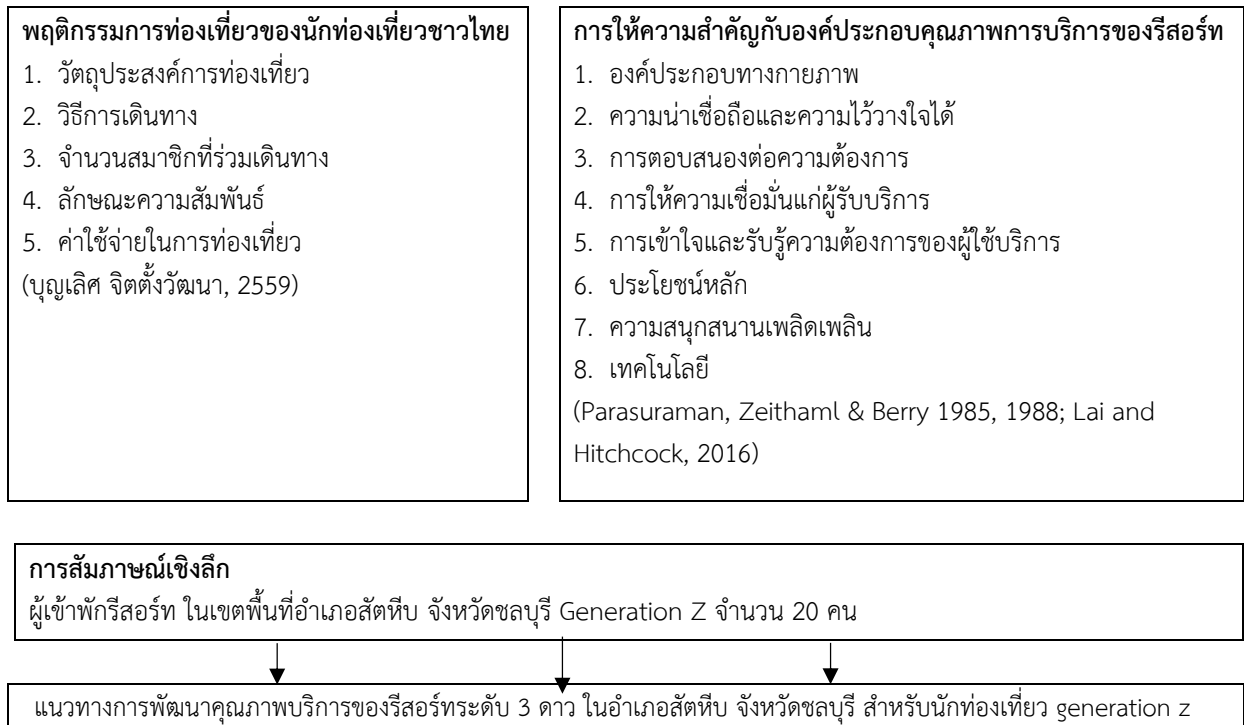 พฤติกรรมการท่องเที่ยวของนักท่องเที่ยวชาวไทย
1. วัตถุประสงค์การท่องเที่ยว
2. วิธีการเดินทาง
3. จำนวนสมาชิกที่ร่วมเดินทาง
4. ลักษณะความสัมพันธ์
5. ค่าใช้จ่ายในการท่องเที่ยว
(บุญเลิศ จิตตั้งวัฒนา, 2559)
การให้ความสำคัญกับองค์ประกอบคุณภาพการบริการของรีสอร์ท
1. องค์ประกอบทางกายภาพ
2. ความน่าเชื่อถือและความไว้วางใจได้
3. การตอบสนองต่อความต้องการ
4. การให้ความเชื่อมั่นแก่ผู้รับบริการ
5. การเข้าใจและรับรู้ความต้องการของผู้ใช้บริการ
6. ประโยชน์หลัก
7. ความสนุกสนานเพลิดเพลิน
8. เทคโนโลยี
(Parasuraman, Zeithaml & Berry 1985, 1988; Lai and
Hitchcock, 2016)
การสัมภาษณ์เชิงลึก
ผู้เข้าพักรีสอร์ท ในเขตพื้นที่อำเภอสัตหีบ จังหวัดชลบุรี Generation Z จำนวน 20 คน
แนวทางการพัฒนาคุณภาพบริการของรีสอร์ทระดับ 3 ดาว ในอำเภอสัตหีบ จังหวัดชลบุรี สำหรับนักท่องเที่ยว generation z